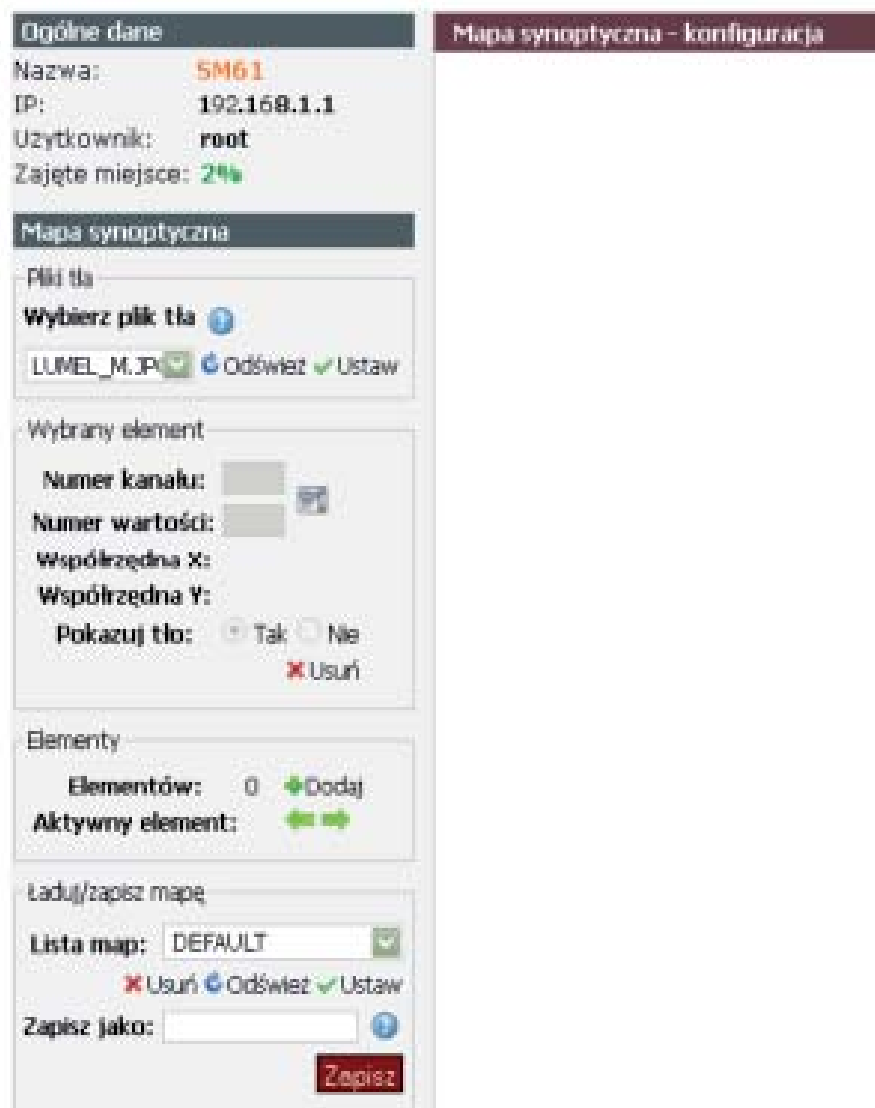 Ogólne dane
Nazwa: SM61
IP: 192.168.1.1
Użytkownik: root
Zajęte miejsce: 2%
Mapa synoptyczna
Pliki tła
Wybierz plik tła
LUMEL_M.JPG Odśwież Ustaw
Wybrany element
Numer kanału:
Numer wartości:
Współrzędna X:
Współrzędna Y:
Pokazuj tło: Tak Nie
Usuń
Elementy
Elementów: 0 Dodaj
Aktywny element:
Ładuj/zapisz mapę
Lista map: DEFAULT
Usuń Odśwież Ustaw
Zapisz jako:
Zapisz
Mapa synoptyczna - konfiguracja